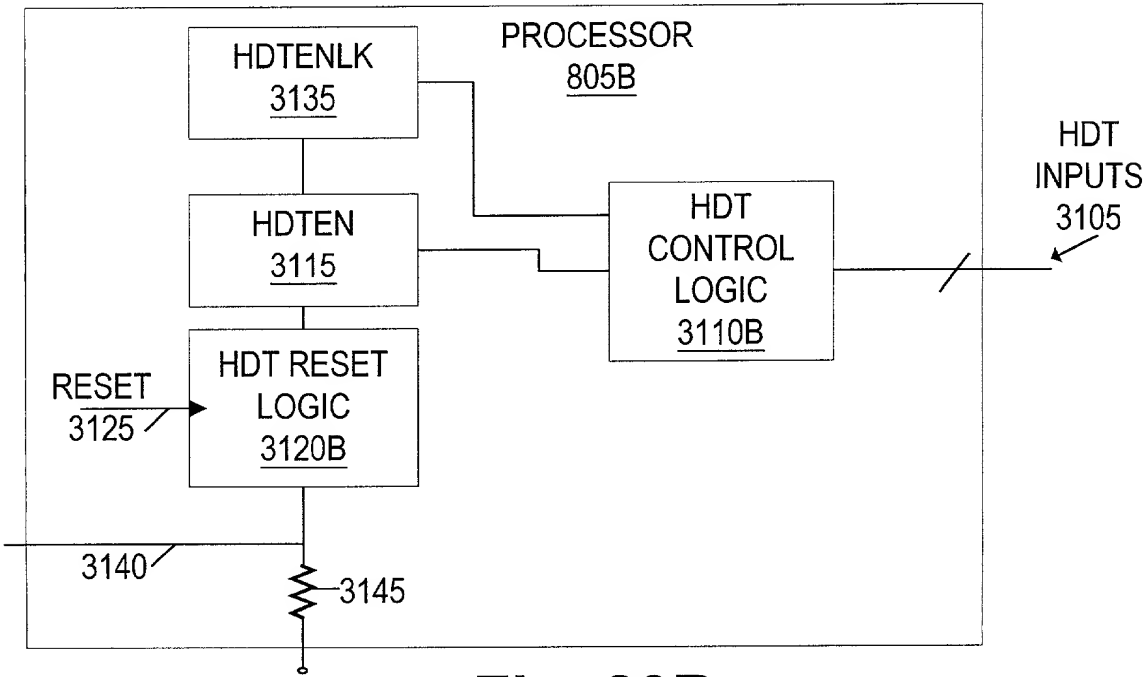 PROCESSOR
805B
HDTENLK
3135
HDTEN
3115
HDT RESET
LOGIC
3120B
HDT
CONTROL
LOGIC
3110B
HDT
INPUTS
3105
RESET
3125
3140
3145